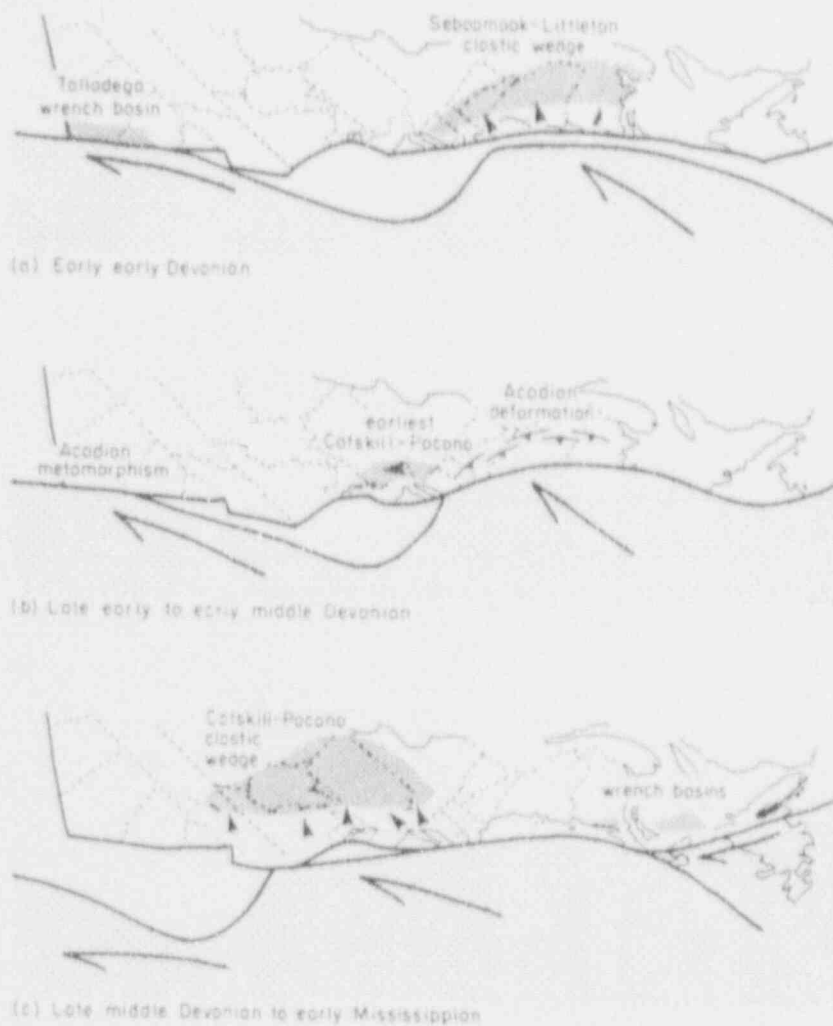 Seboomook-Littleton
clastic wedge
Talladega
wrench basin
(a) Early early Devonian
Acadian
deformation
earliest
Catskill-Pocono
Acadian
metamorphism
(b) Late early to early middle Devonian
Catskill-Pocono
clastic
wedge
wrench basins
(c) Late middle Devonian to early Mississippian